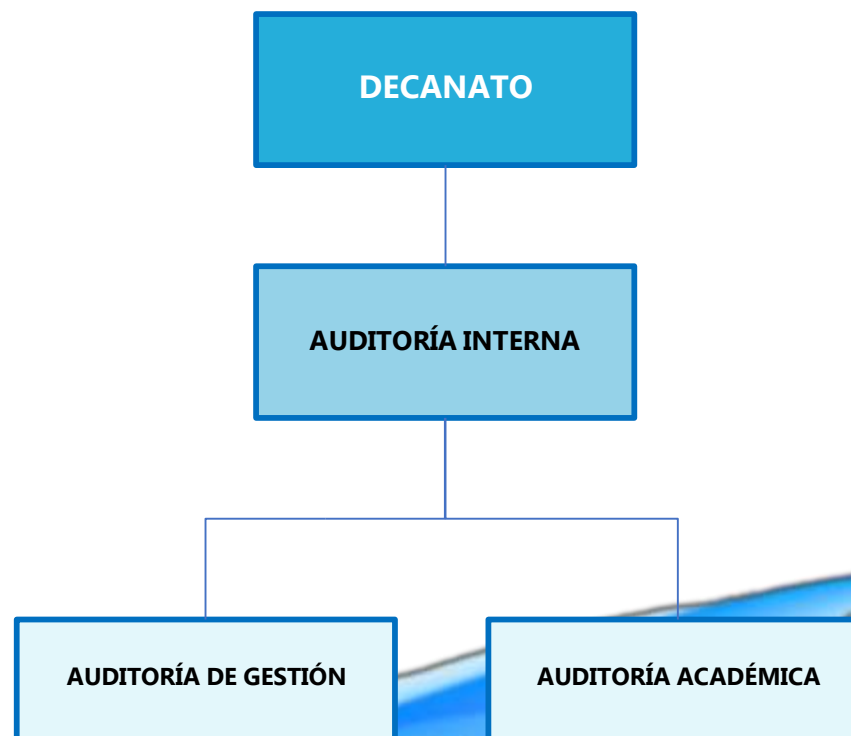 DECANATO
AUDITORÍA INTERNA
AUDITORÍA DE GESTIÓN
AUDITORÍA ACADÉMICA